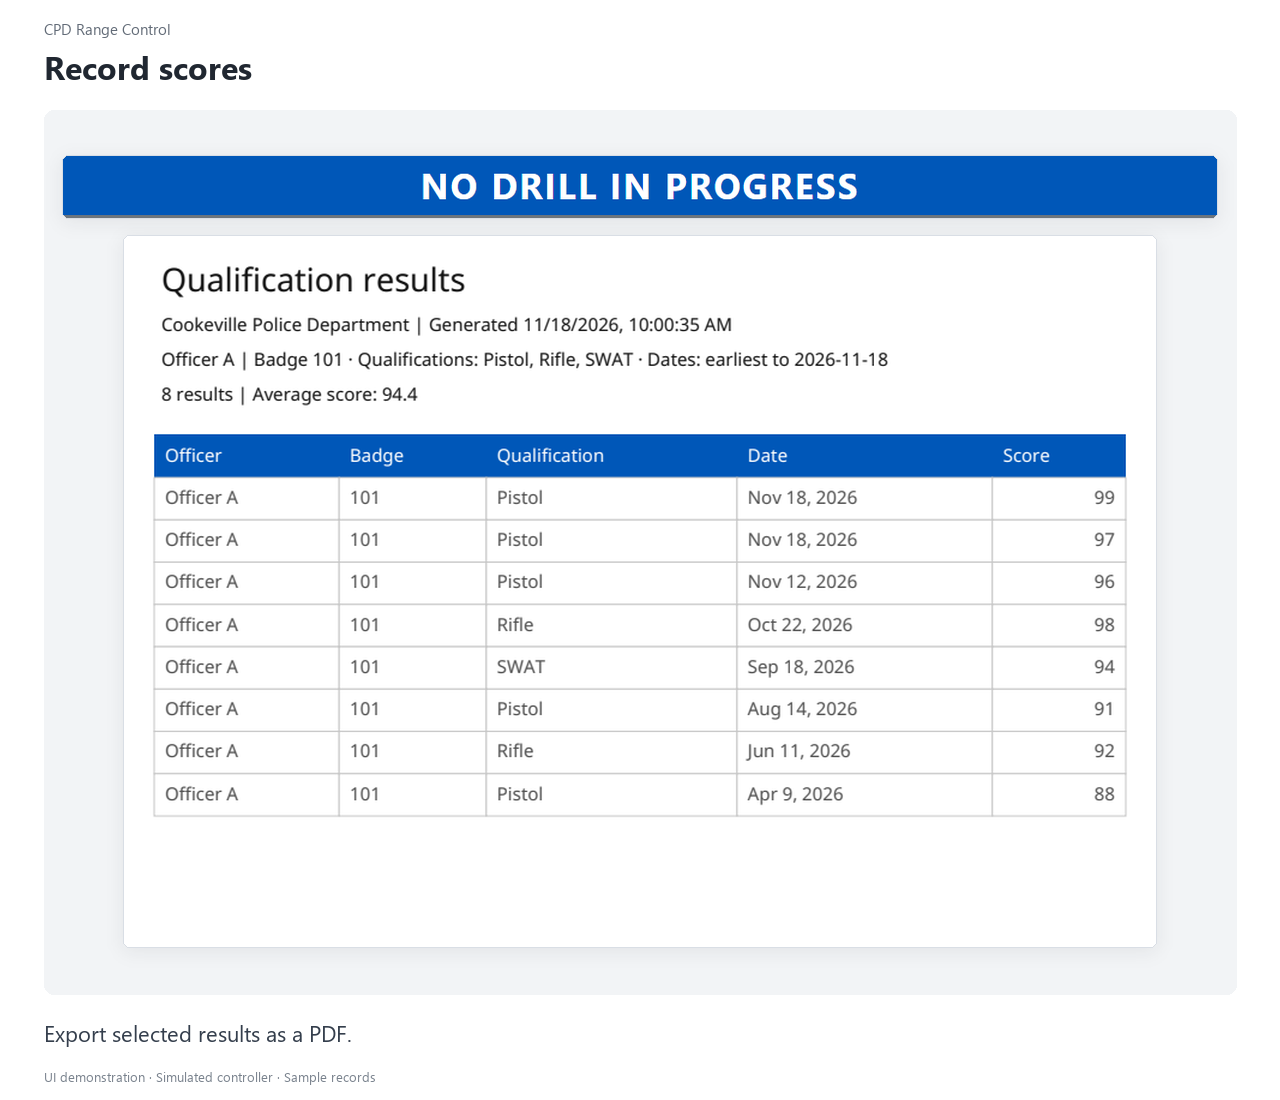 CPD Range Control
Record scores
NO DRILL IN PROGRESS
Qualification results
Cookeville Police Department | Generated 11/18/2026, 10:00:35 AM
Officer A | Badge 101 · Qualifications: Pistol, Rifle, SWAT · Dates: earliest to 2026-11-18
8 results | Average score: 94.4
Officer Badge Qualification Date Score
Officer A 101 Pistol Nov 18, 2026 99
Officer A 101 Pistol Nov 18, 2026 97
Officer A 101 Pistol Nov 12, 2026 96
Officer A 101 Rifle Oct 22, 2026 98
Officer A 101 SWAT Sep 18, 2026 94
Officer A 101 Pistol Aug 14, 2026 91
Officer A 101 Rifle Jun 11, 2026 92
Officer A 101 Pistol Apr 9, 2026 88
Export selected results as a PDF.
UI demonstration · Simulated controller · Sample records